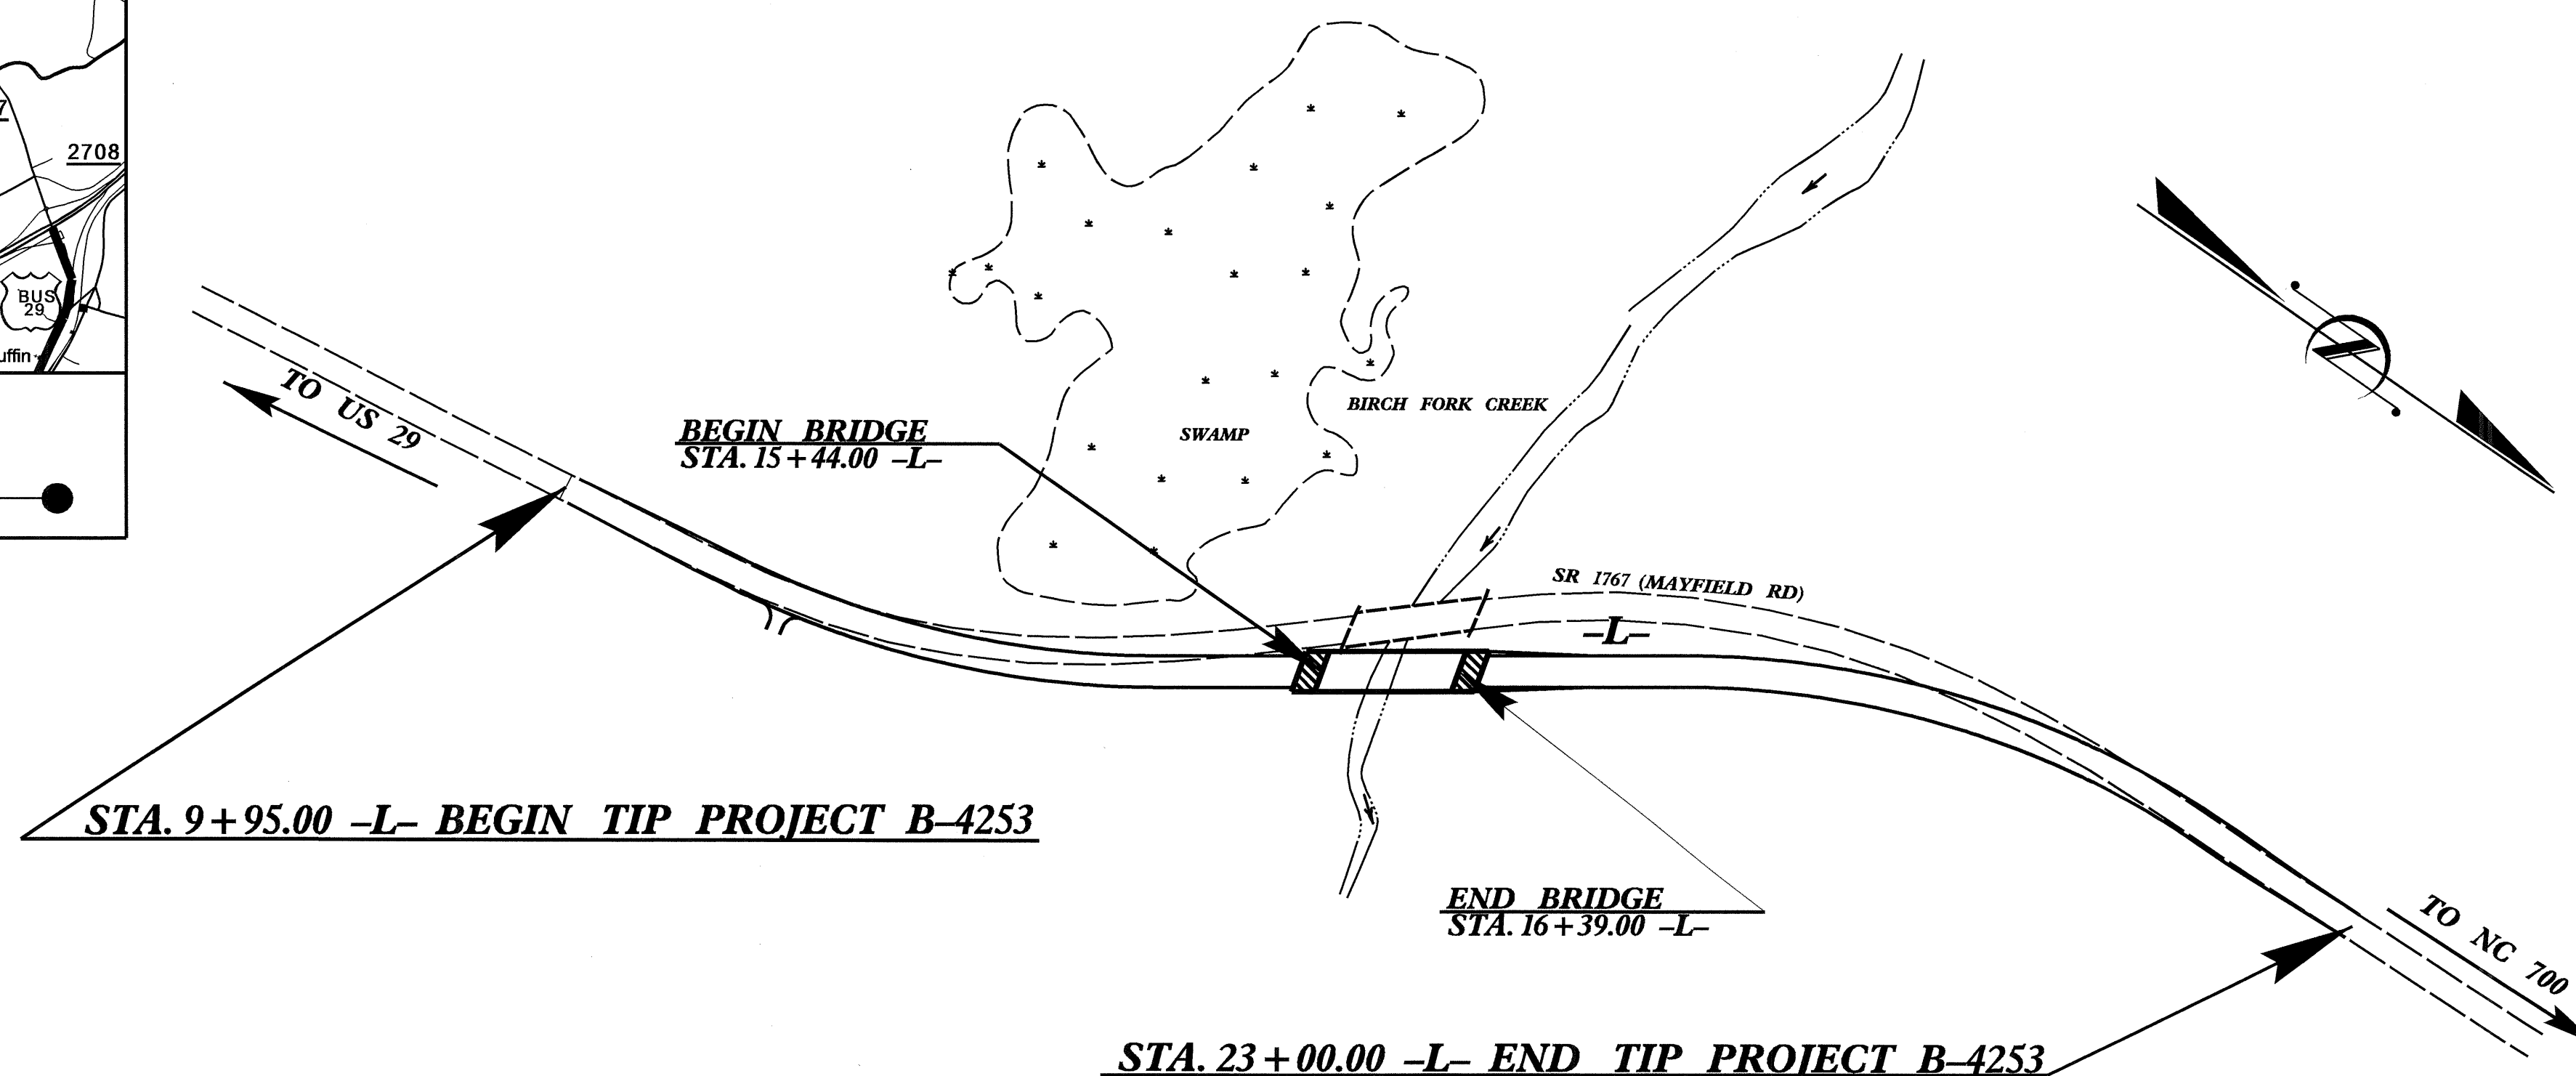 2708
BUS
29
uffin
TO US 29
BEGIN BRIDGE
STA. 15+44.00 –L–
SWAMP
BIRCH FORK CREEK
SR 1767 (MAYFIELD RD)
–L–
STA. 9+95.00 –L– BEGIN TIP PROJECT B–4253
END BRIDGE
STA. 16+39.00 –L–
TO NC 700
STA. 23+00.00 –L– END TIP PROJECT B–4253